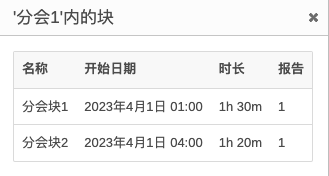 '分会1'内的块
名称 开始日期 时长 报告
分会块1 2023年4月1日 01:00 1h 30m 1
分会块2 2023年4月1日 04:00 1h 20m 1